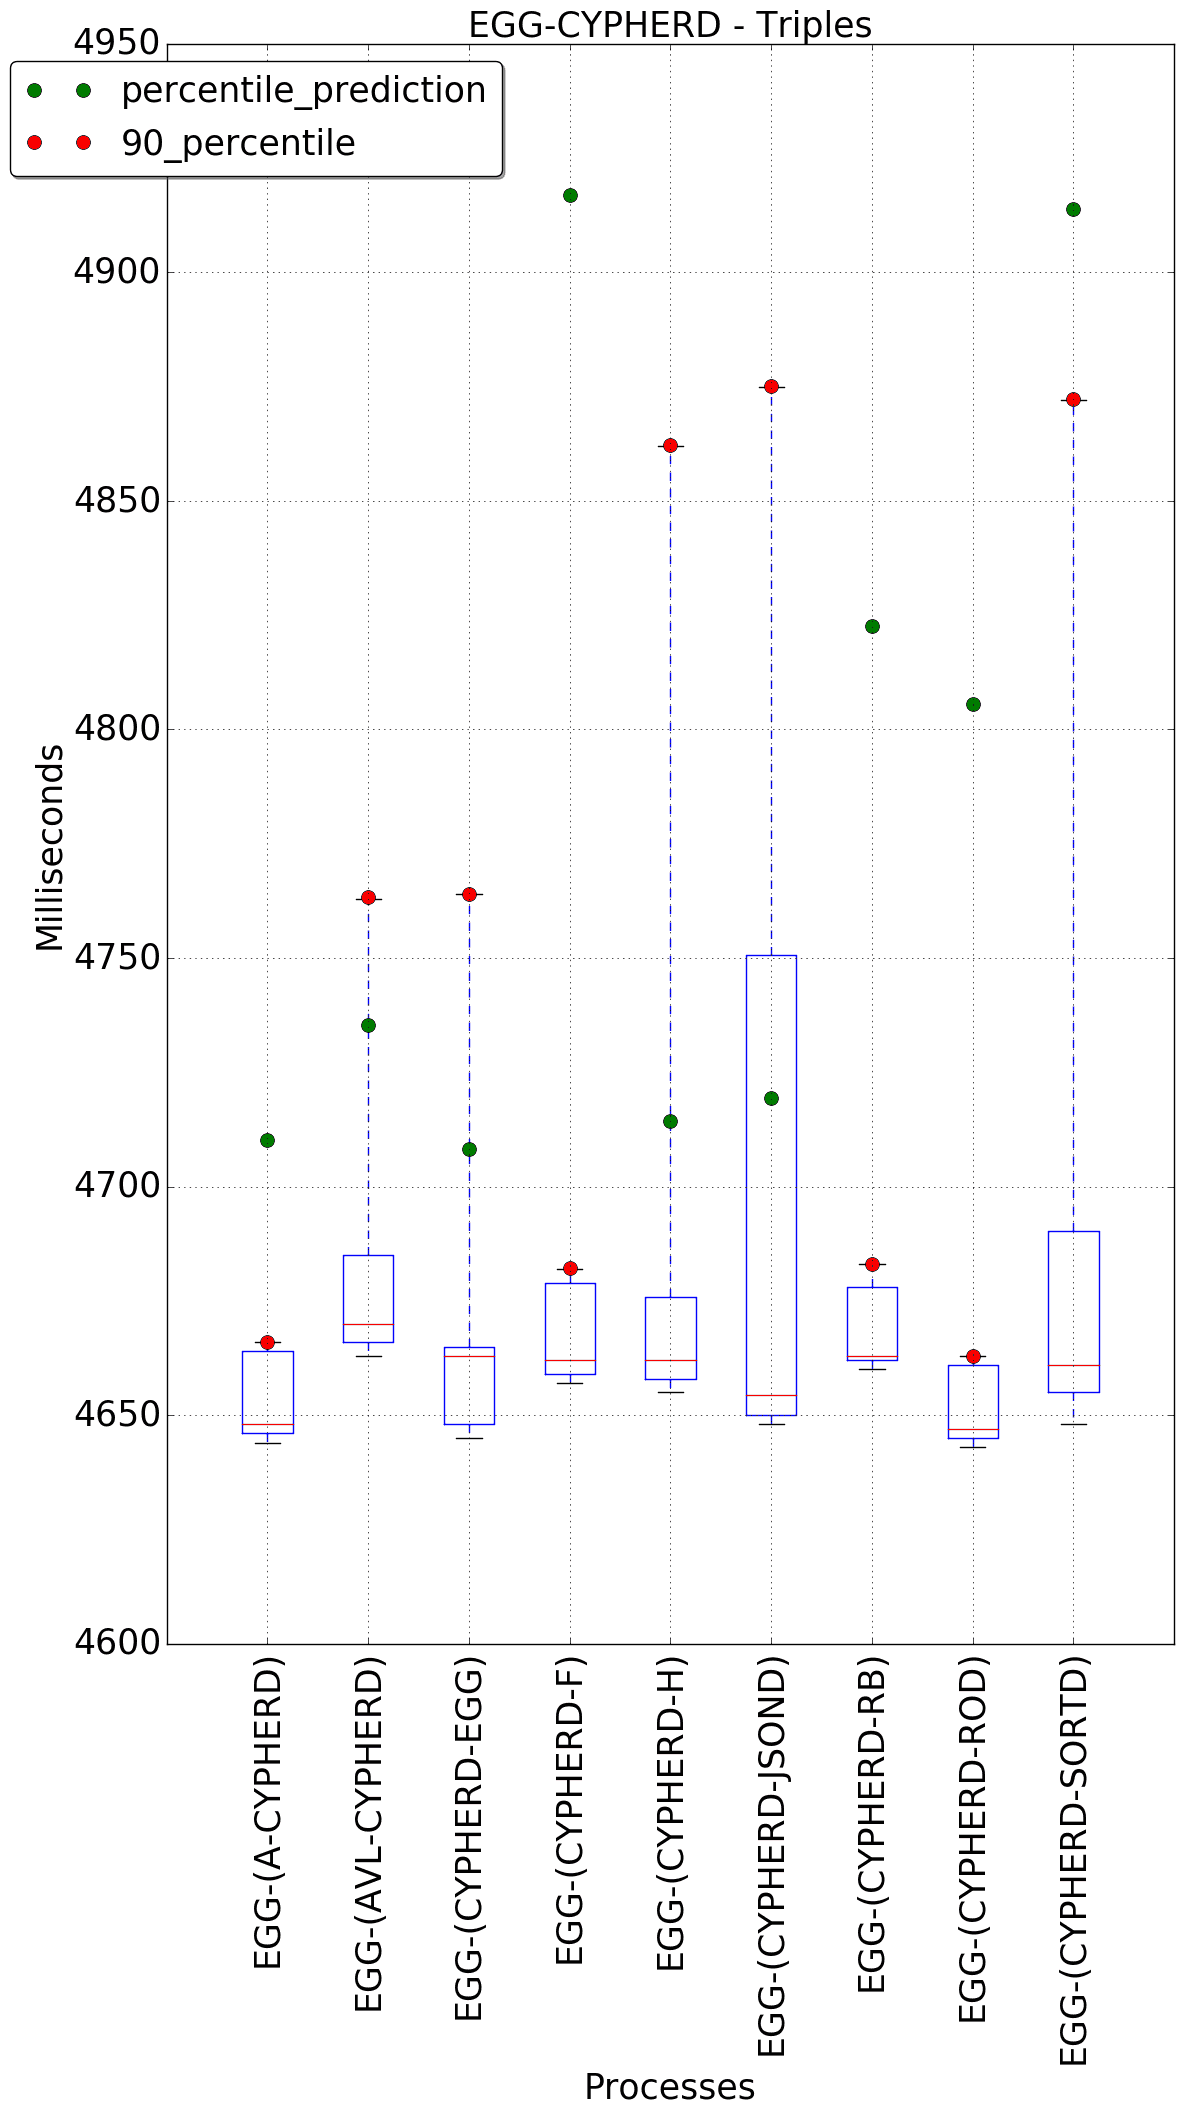 EGG-CYPHERD - Triples
percentile_prediction
90_percentile
4950
4900
4850
4800
4750
4700
4650
4600
Milliseconds
EGG-(A-CYPHERD)
EGG-(AVL-CYPHERD)
EGG-(CYPHERD-EGG)
EGG-(CYPHERD-F)
EGG-(CYPHERD-H)
EGG-(CYPHERD-JSOND)
EGG-(CYPHERD-RB)
EGG-(CYPHERD-ROD)
EGG-(CYPHERD-SORTD)
Processes